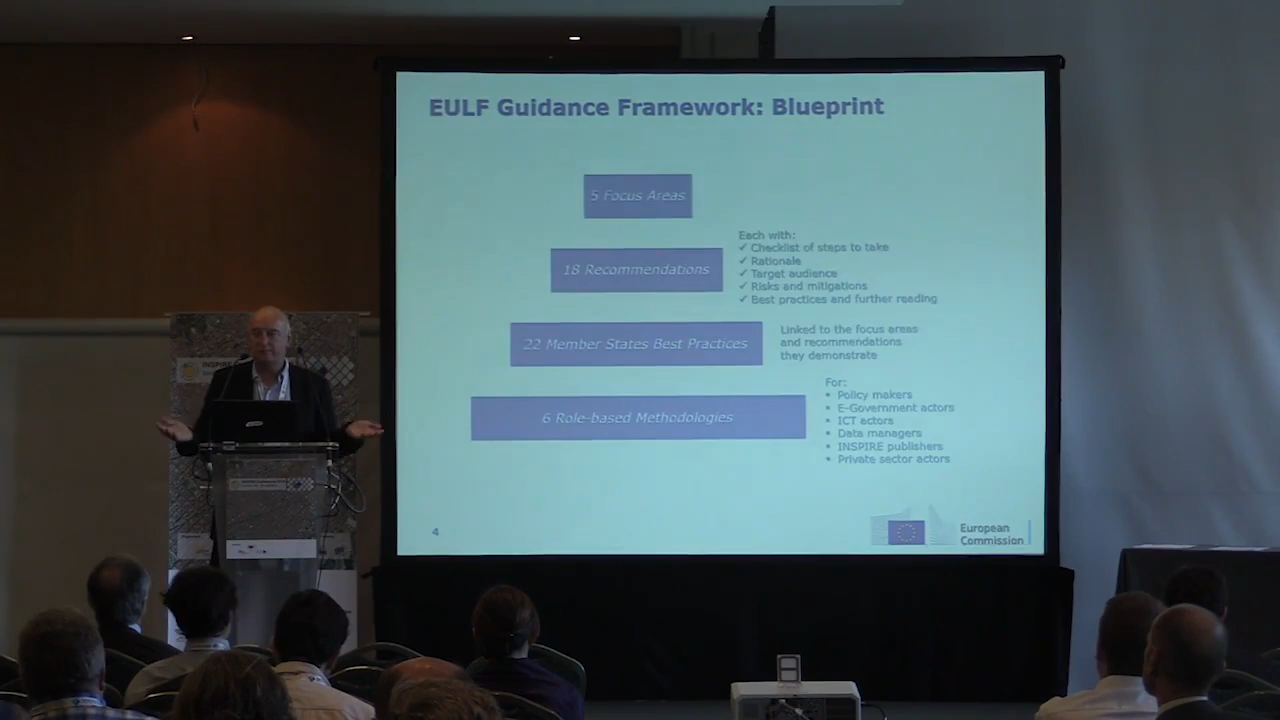 EULF Guidance Framework: Blueprint
5 Focus Areas
18 Recommendations
Each with:
✓ Checklist of steps to take
✓ Rationale
✓ Target audience
✓ Risks and mitigations
✓ Best practices and further reading
22 Member States Best Practices
Linked to the focus areas
and recommendations
they demonstrate
6 Role-based Methodologies
For:
• Policy makers
• E-Government actors
• ICT actors
• Data managers
• INSPIRE publishers
• Private sector actors
4
European
Commission
INSPIRE